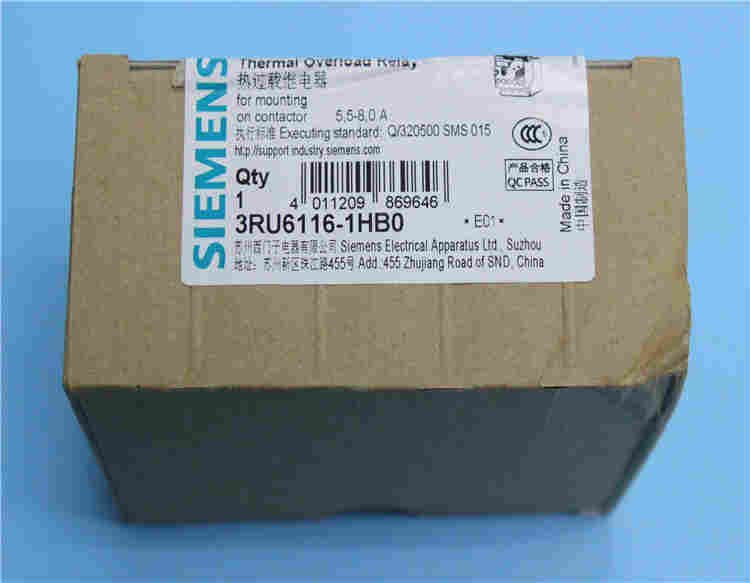 SIEMENS
Thermal Overload Relay
热过载继电器
for mounting
on contactor 5,5-8,0 A
执行标准 Executing standard: Q/320500 SMS 015
http://support.industry.siemens.com
CCC
产品合格
QC PASS
Made in China
中国制造
Qty
1
4 011209 869646
3RU6116-1HB0
*E01*
苏州西门子电器有限公司 Siemens Electrical Apparatus Ltd., Suzhou
地址: 苏州新区珠江路455号 Add.:455 Zhujiang Road of SND, China